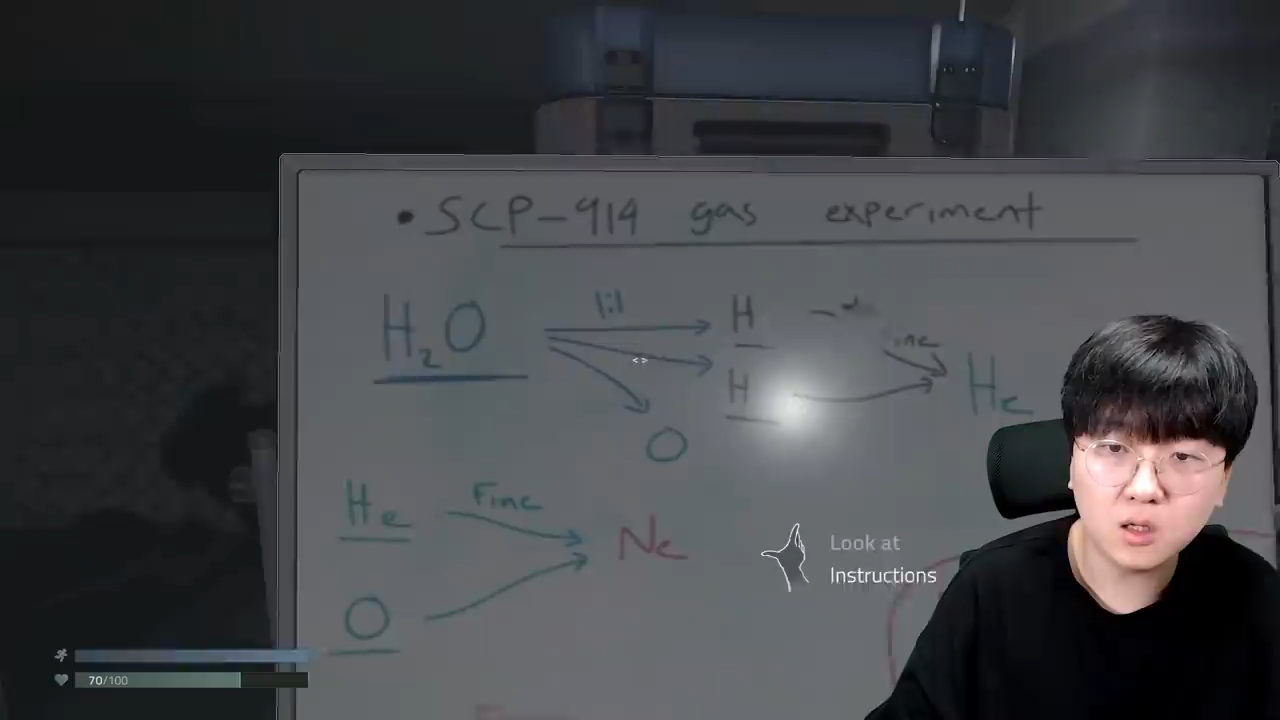 • SCP-914 gas experiment
H₂O
1:1
H
H
O
Fine
He
He
Fine
Ne
O
Look at
Instructions
70/100